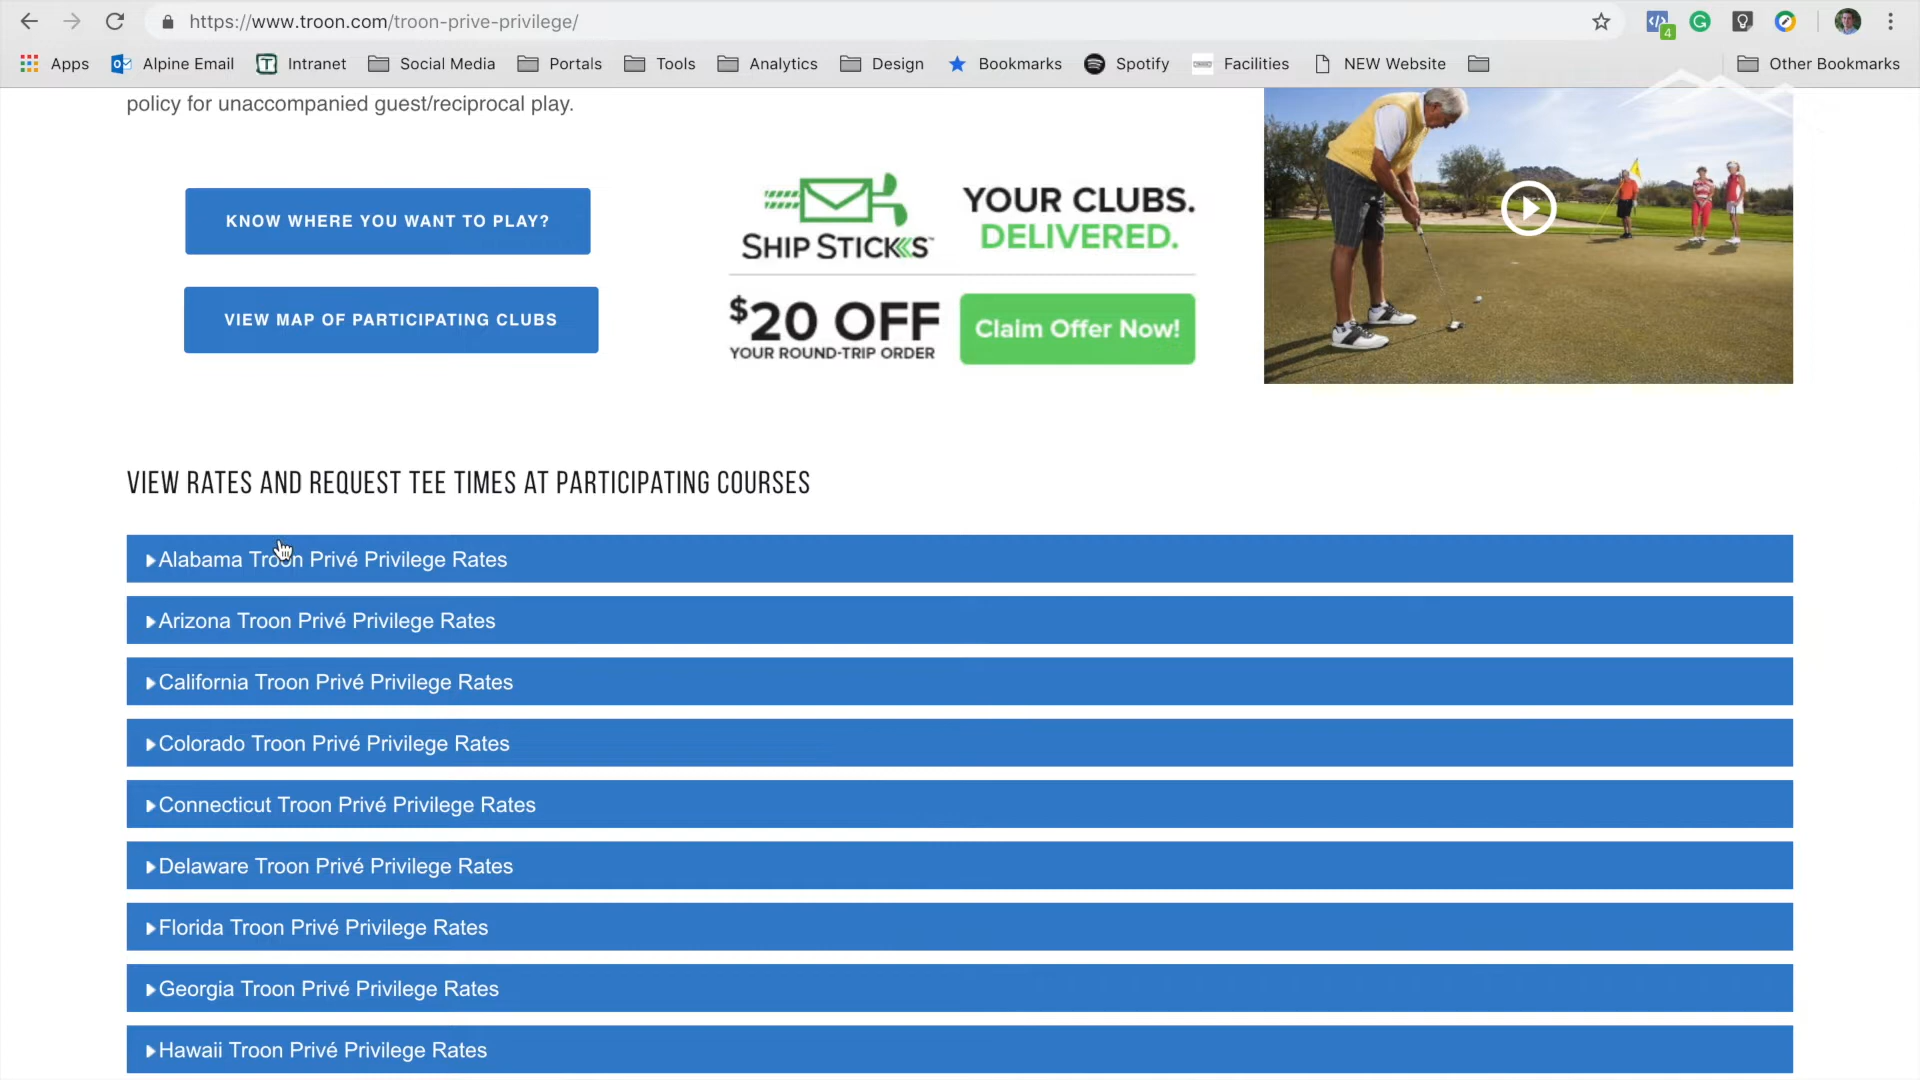 https://www.troon.com/troon-prive-privilege/
4
Apps
Alpine Email
Intranet
Social Media
Portals
Tools
Analytics
Design
Bookmarks
Spotify
Facilities
NEW Website
Other Bookmarks
policy for unaccompanied guest/reciprocal play.
KNOW WHERE YOU WANT TO PLAY?
VIEW MAP OF PARTICIPATING CLUBS
SHIP STICKS
YOUR CLUBS.
DELIVERED.
$20 OFF
YOUR ROUND-TRIP ORDER
Claim Offer Now!
VIEW RATES AND REQUEST TEE TIMES AT PARTICIPATING COURSES
Alabama Troon Privé Privilege Rates
Arizona Troon Privé Privilege Rates
California Troon Privé Privilege Rates
Colorado Troon Privé Privilege Rates
Connecticut Troon Privé Privilege Rates
Delaware Troon Privé Privilege Rates
Florida Troon Privé Privilege Rates
Georgia Troon Privé Privilege Rates
Hawaii Troon Privé Privilege Rates